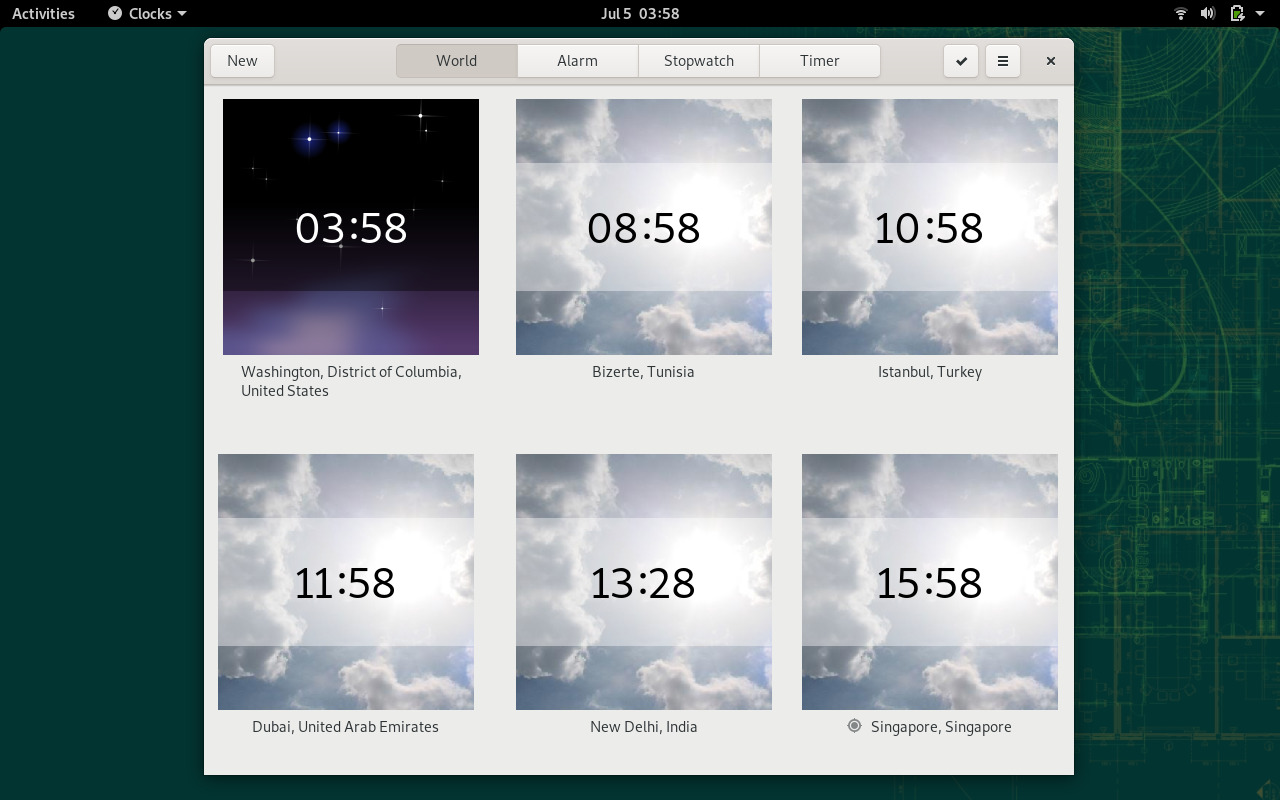 Activities
Clocks
Jul 5 03:58
New
World
Alarm
Stopwatch
Timer
03:58
08:58
10:58
Washington, District of Columbia,
United States
Bizerte, Tunisia
Istanbul, Turkey
11:58
13:28
15:58
Dubai, United Arab Emirates
New Delhi, India
Singapore, Singapore